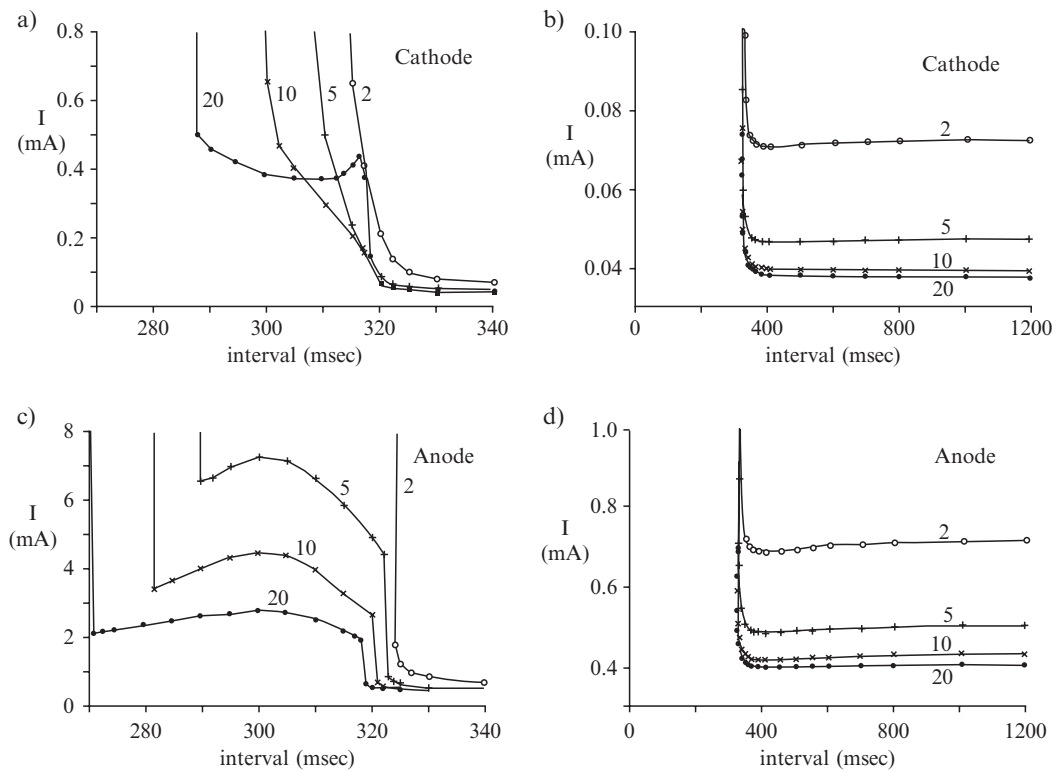 a)
0.8
0.6
I
(mA)
0.4
0.2
0
280
300
320
340
interval (msec)
Cathode
20
10
5
2
b)
0.10
0.08
I
(mA)
0.06
0.04
0
400
800
1200
interval (msec)
Cathode
2
5
10
20
c)
8
6
I
(mA)
4
2
0
280
300
320
340
interval (msec)
Anode
5
2
10
20
d)
1.0
0.8
I
(mA)
0.6
0.4
0
400
800
1200
interval (msec)
Anode
2
5
10
20